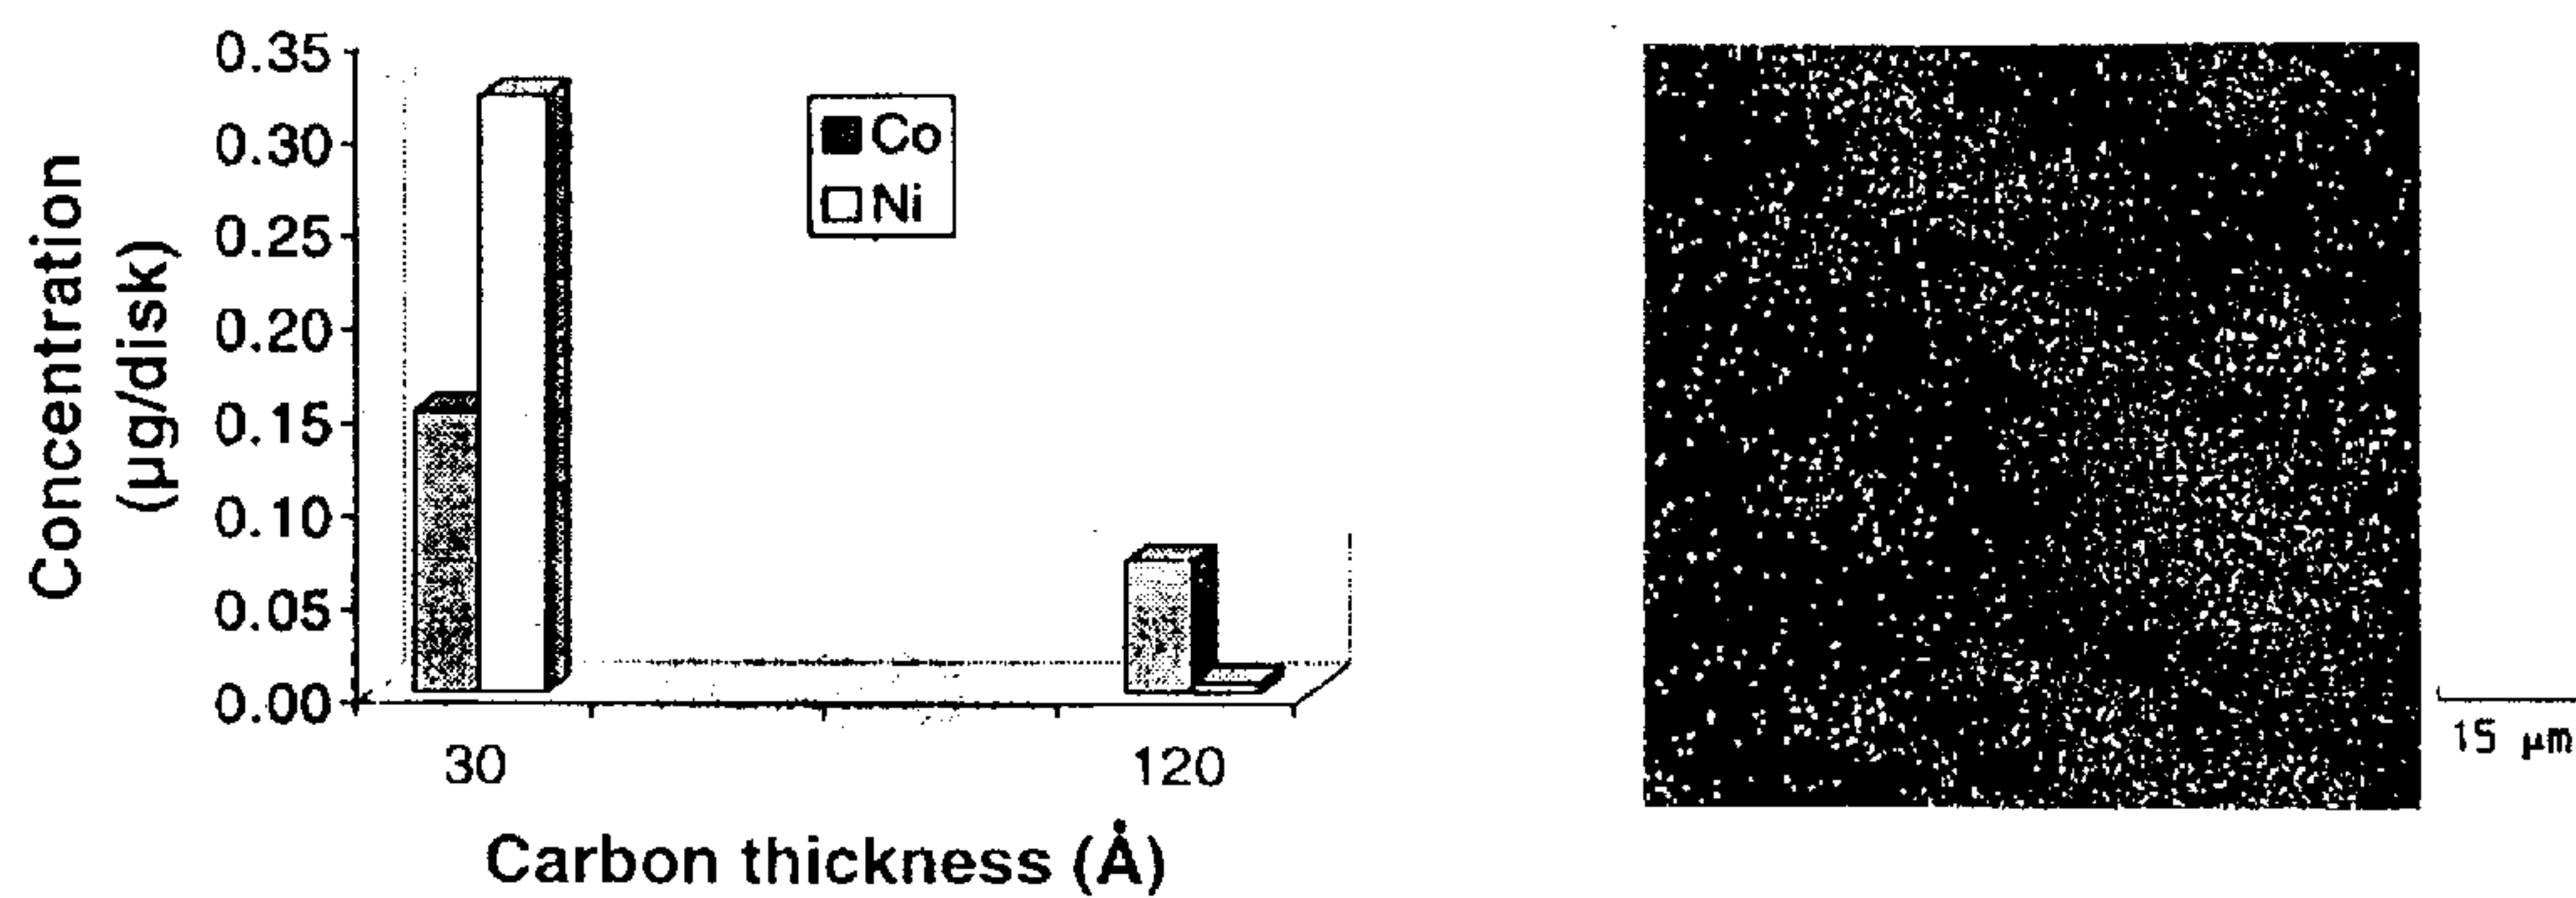 Concentration
(µg/disk)
0.35
0.30
0.25
0.20
0.15
0.10
0.05
0.00
Co
Ni
30
120
Carbon thickness (Å)
15 µm